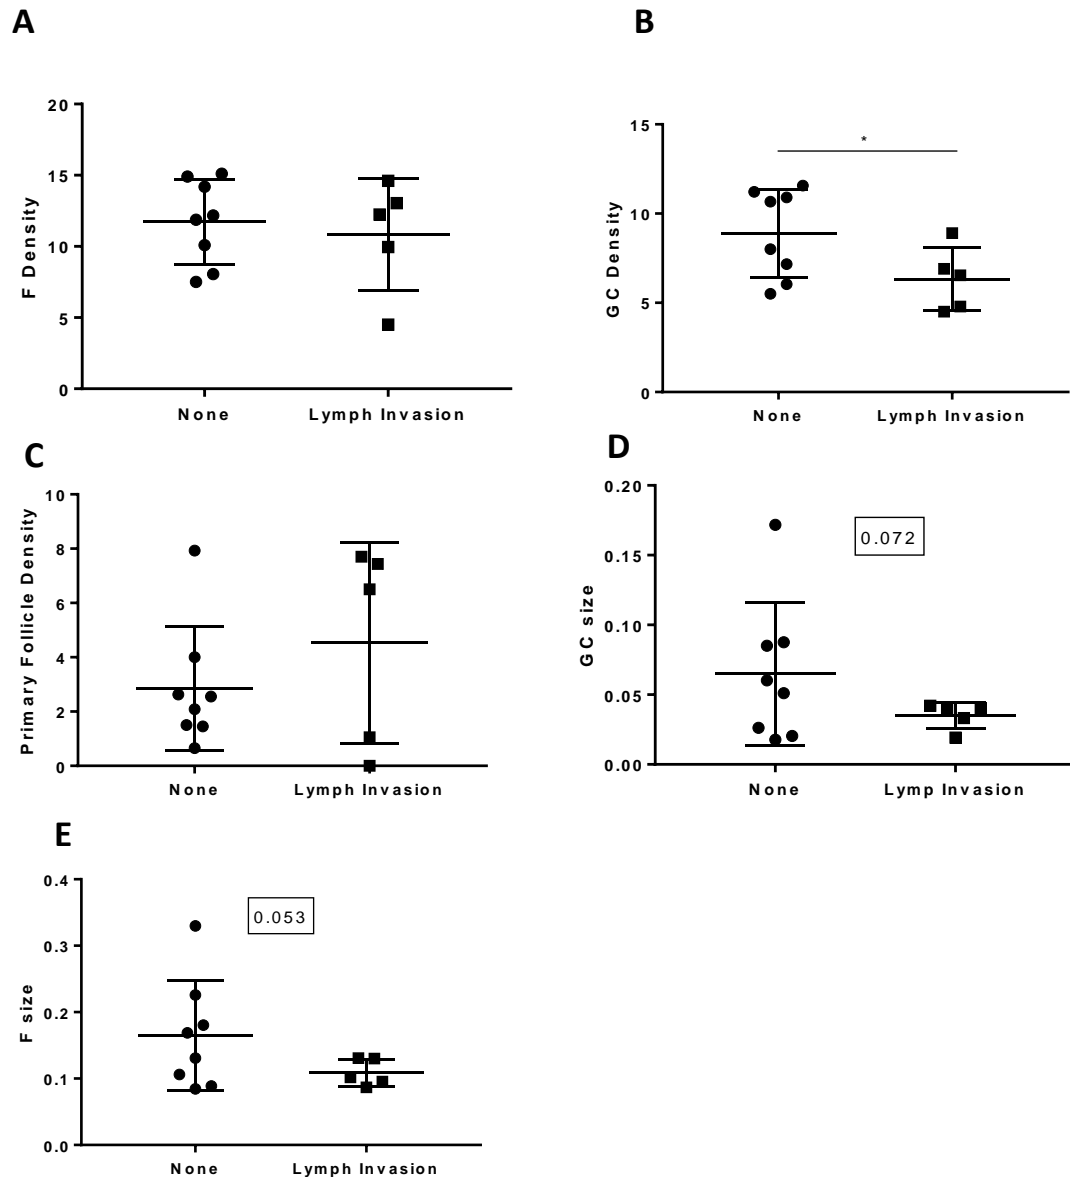 A
B
20
15
10
5
0
F Density
None
Lymph Invasion
15
10
5
0
GC Density
*
None
Lymph Invasion
C
D
10
8
6
4
2
0
Primary Follicle Density
None
Lymph Invasion
0.20
0.15
0.10
0.05
0.00
GC size
0.072
None
Lymp Invasion
E
0.4
0.3
0.2
0.1
0.0
F size
0.053
None
Lymph Invasion